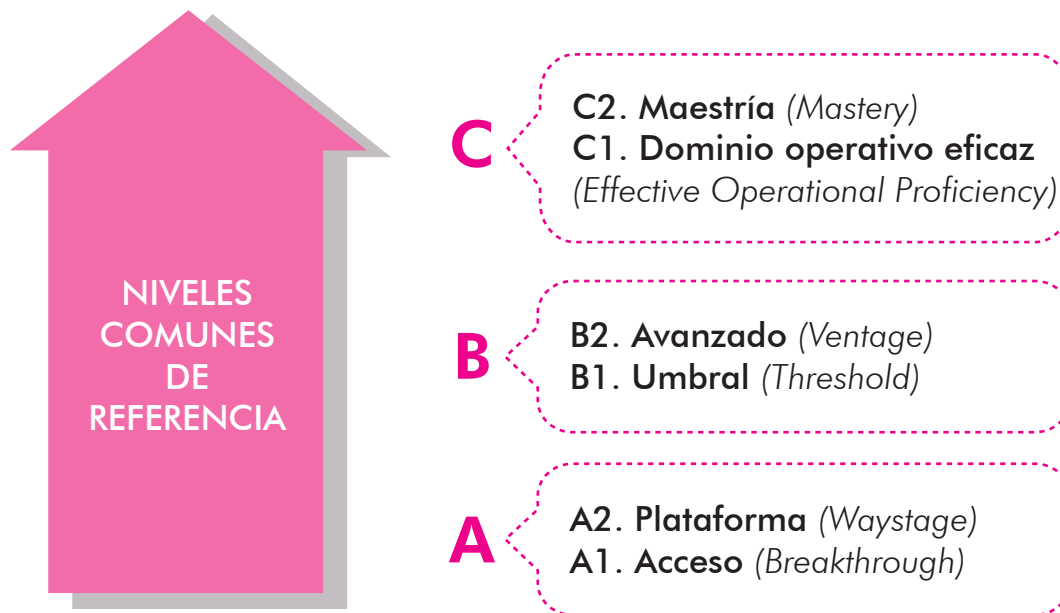 NIVELES
COMUNES
DE
REFERENCIA
C
C2. Maestría (Mastery)
C1. Dominio operativo eficaz
(Effective Operational Proficiency)
B
B2. Avanzado (Ventage)
B1. Umbral (Threshold)
A
A2. Plataforma (Waystage)
A1. Acceso (Breakthrough)